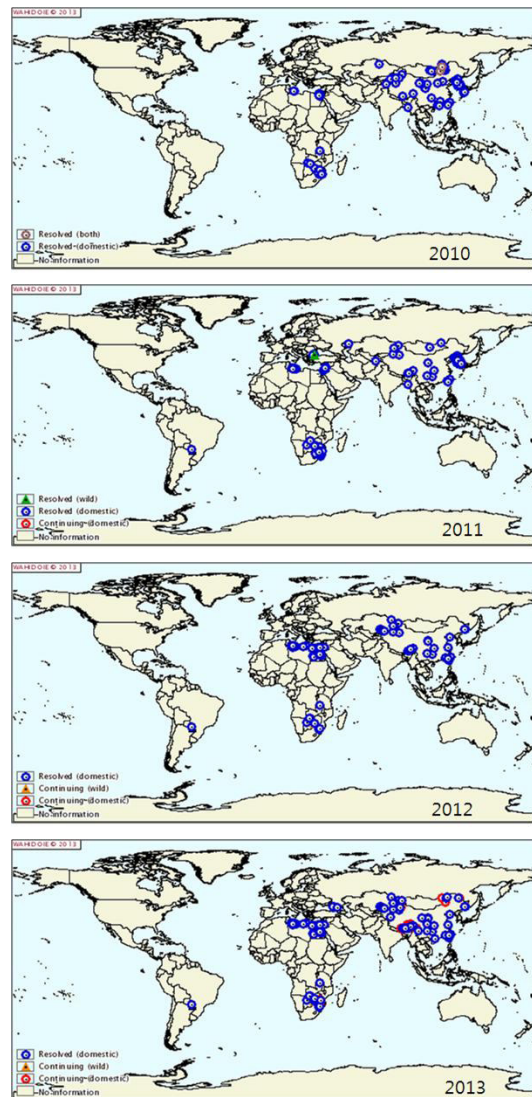 WAHID OIE © 2013
Resolved (both)
Resolved (domestic)
No information
2010
WAHID OIE © 2013
Resolved (wild)
Resolved (domestic)
Continuing (domestic)
No information
2011
WAHID OIE © 2013
Resolved (domestic)
Continuing (wild)
Continuing (domestic)
No information
2012
WAHID OIE © 2013
Resolved (domestic)
Continuing (wild)
Continuing (domestic)
No information
2013